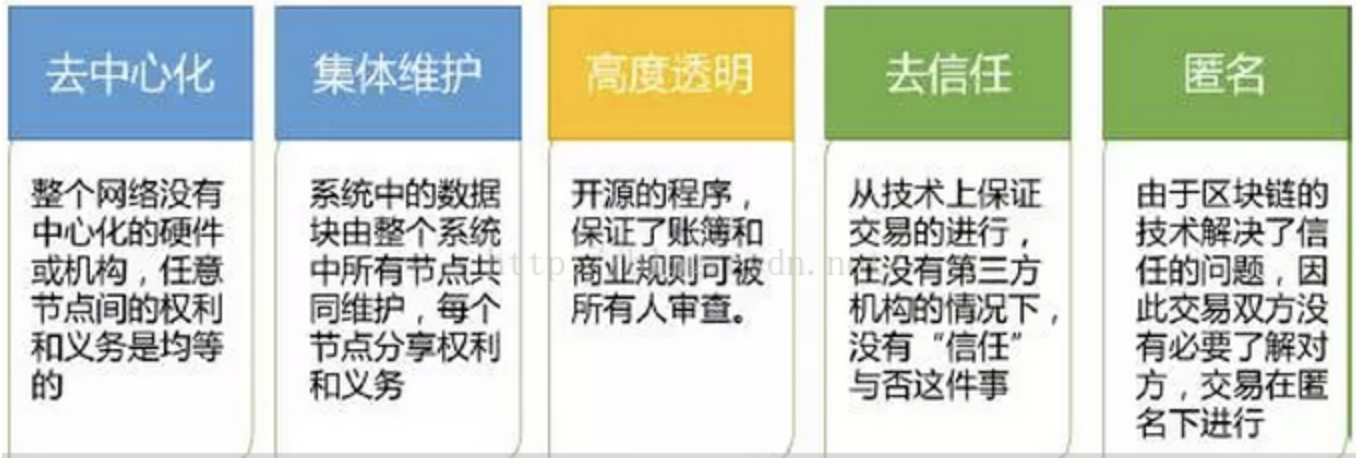 去中心化
整个网络没有
中心化的硬件
或机构，任意
节点间的权利
和义务是均等
的
集体维护
系统中的数据
块由整个系统
中所有节点共
同维护，每个
节点分享权利
和义务
高度透明
开源的程序，
保证了账簿和
商业规则可被
所有人审查。
去信任
从技术上保证
交易的进行，
在没有第三方
机构的情况下，
没有“信任”
与否这件事
匿名
由于区块链的
技术解决了信
任的问题，因
此交易双方没
有必要了解对
方，交易在匿
名下进行